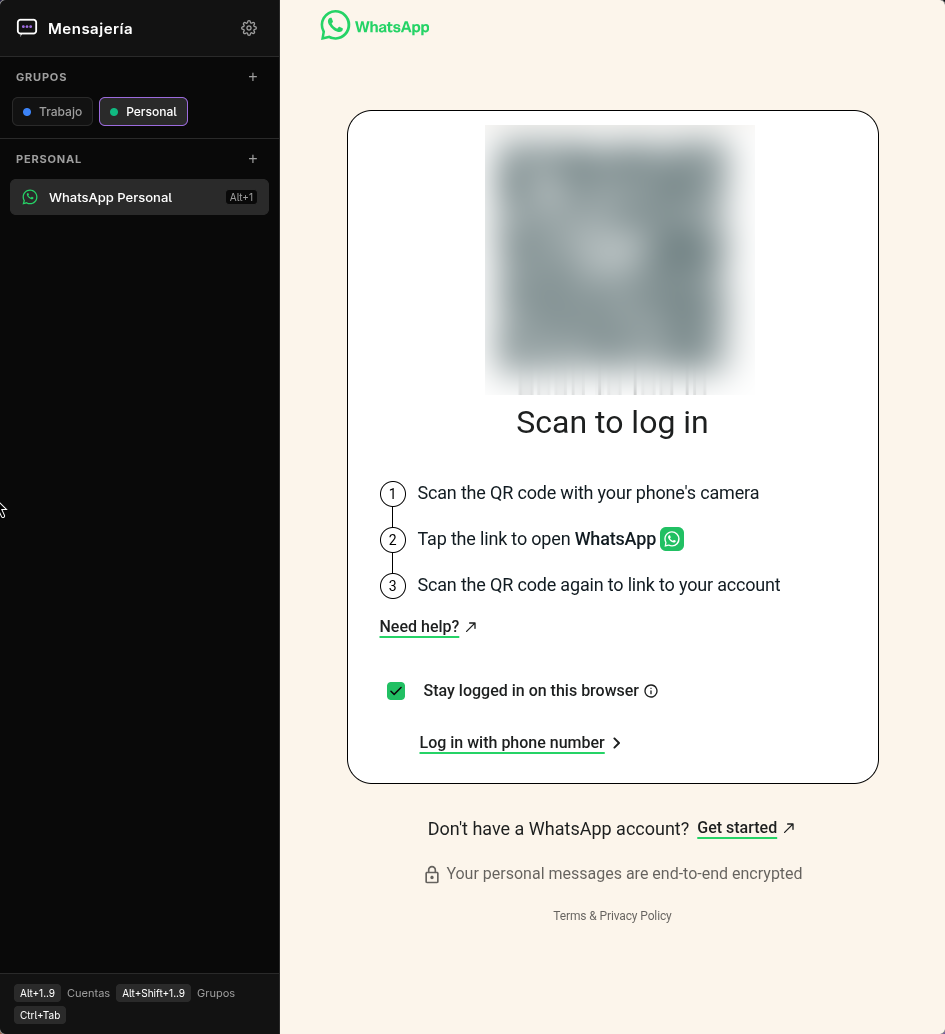 Mensajería
GRUPOS +
Trabajo
Personal
PERSONAL +
WhatsApp Personal Alt+1
Alt+1..9 Cuentas Alt+Shift+1..9 Grupos
Ctrl+Tab
WhatsApp
Scan to log in
1 Scan the QR code with your phone's camera
2 Tap the link to open WhatsApp
3 Scan the QR code again to link to your account
Need help?
Stay logged in on this browser
Log in with phone number
Don't have a WhatsApp account? Get started
Your personal messages are end-to-end encrypted
Terms & Privacy Policy